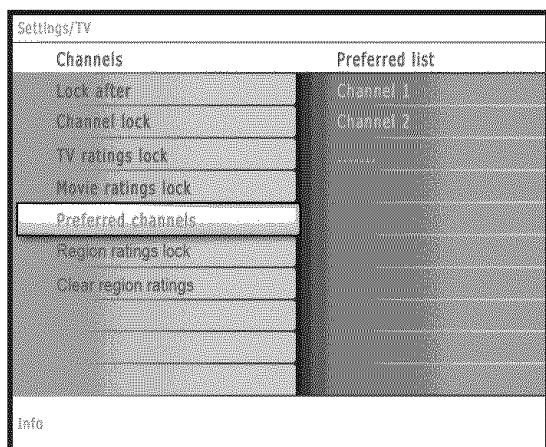 Settings/TV
Channels
Preferred list
Lock after
Channel 1
Channel lock
Channel 2
TV ratings lock
.......
Movie ratings lock
Preferred channels
Region ratings lock
Clear region ratings
Info